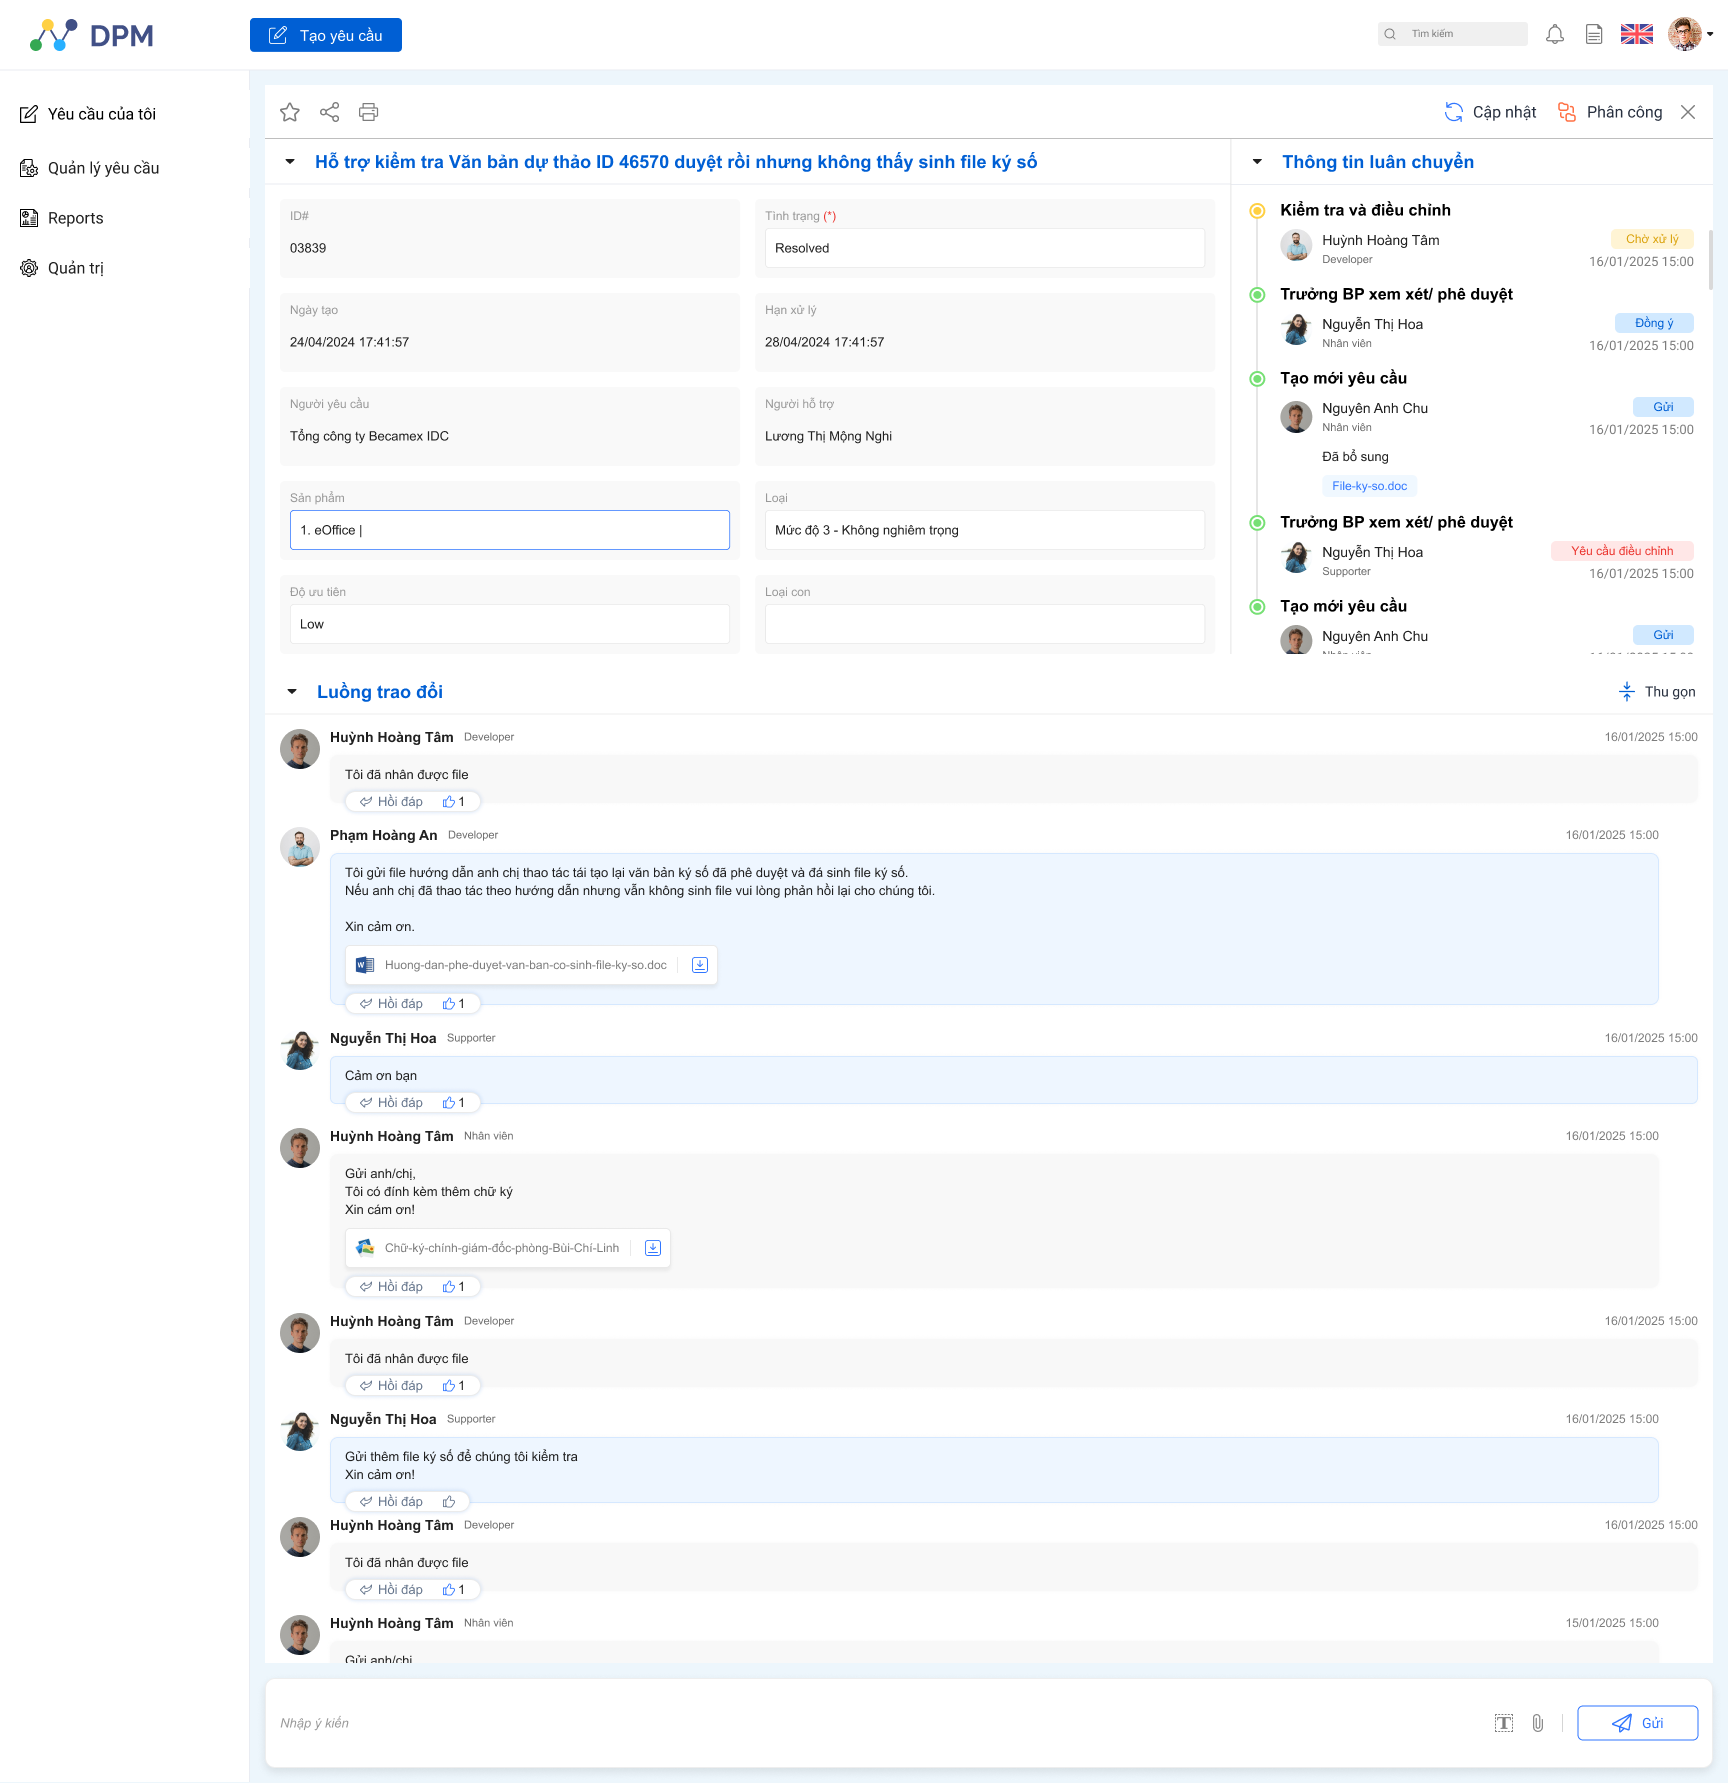 DPM
Tạo yêu cầu
Tìm kiếm
Yêu cầu của tôi
Quản lý yêu cầu
Reports
Quản trị
Cập nhật
Phân công
Hỗ trợ kiểm tra Văn bản dự thảo ID 46570 duyệt rồi nhưng không thấy sinh file ký số
ID#
03839
Tình trạng (*)
Resolved
Ngày tạo
24/04/2024 17:41:57
Hạn xử lý
28/04/2024 17:41:57
Người yêu cầu
Tổng công ty Becamex IDC
Người hỗ trợ
Lương Thị Mộng Nghi
Sản phẩm
1. eOffice |
Loại
Mức độ 3 - Không nghiêm trọng
Độ ưu tiên
Low
Loại con
Thông tin luân chuyển
Kiểm tra và điều chỉnh
Huỳnh Hoàng Tâm
Chờ xử lý
Developer
16/01/2025 15:00
Trưởng BP xem xét/ phê duyệt
Nguyễn Thị Hoa
Đồng ý
Nhân viên
16/01/2025 15:00
Tạo mới yêu cầu
Nguyên Anh Chu
Gửi
Nhân viên
16/01/2025 15:00
Đã bổ sung
File-ky-so.doc
Trưởng BP xem xét/ phê duyệt
Nguyễn Thị Hoa
Yêu cầu điều chỉnh
Supporter
16/01/2025 15:00
Tạo mới yêu cầu
Nguyên Anh Chu
Gửi
Luồng trao đổi
Thu gọn
Huỳnh Hoàng Tâm Developer 16/01/2025 15:00
Tôi đã nhân được file
Hồi đáp 1
Phạm Hoàng An Developer 16/01/2025 15:00
Tôi gửi file hướng dẫn anh chị thao tác tái tạo lại văn bản ký số đã phê duyệt và đá sinh file ký số.
Nếu anh chị đã thao tác theo hướng dẫn nhưng vẫn không sinh file vui lòng phản hồi lại cho chúng tôi.
Xin cảm ơn.
Huong-dan-phe-duyet-van-ban-co-sinh-file-ky-so.doc
Hồi đáp 1
Nguyễn Thị Hoa Supporter 16/01/2025 15:00
Cảm ơn bạn
Hồi đáp 1
Huỳnh Hoàng Tâm Nhân viên 16/01/2025 15:00
Gửi anh/chị,
Tôi có đính kèm thêm chữ ký
Xin cám ơn!
Chữ-ký-chính-giám-đốc-phòng-Bùi-Chí-Linh
Hồi đáp 1
Huỳnh Hoàng Tâm Developer 16/01/2025 15:00
Tôi đã nhân được file
Hồi đáp 1
Nguyễn Thị Hoa Supporter 16/01/2025 15:00
Gửi thêm file ký số để chúng tôi kiểm tra
Xin cảm ơn!
Hồi đáp
Huỳnh Hoàng Tâm Developer 16/01/2025 15:00
Tôi đã nhân được file
Hồi đáp 1
Huỳnh Hoàng Tâm Nhân viên 15/01/2025 15:00
Gửi anh/chị
Nhập ý kiến
Gửi